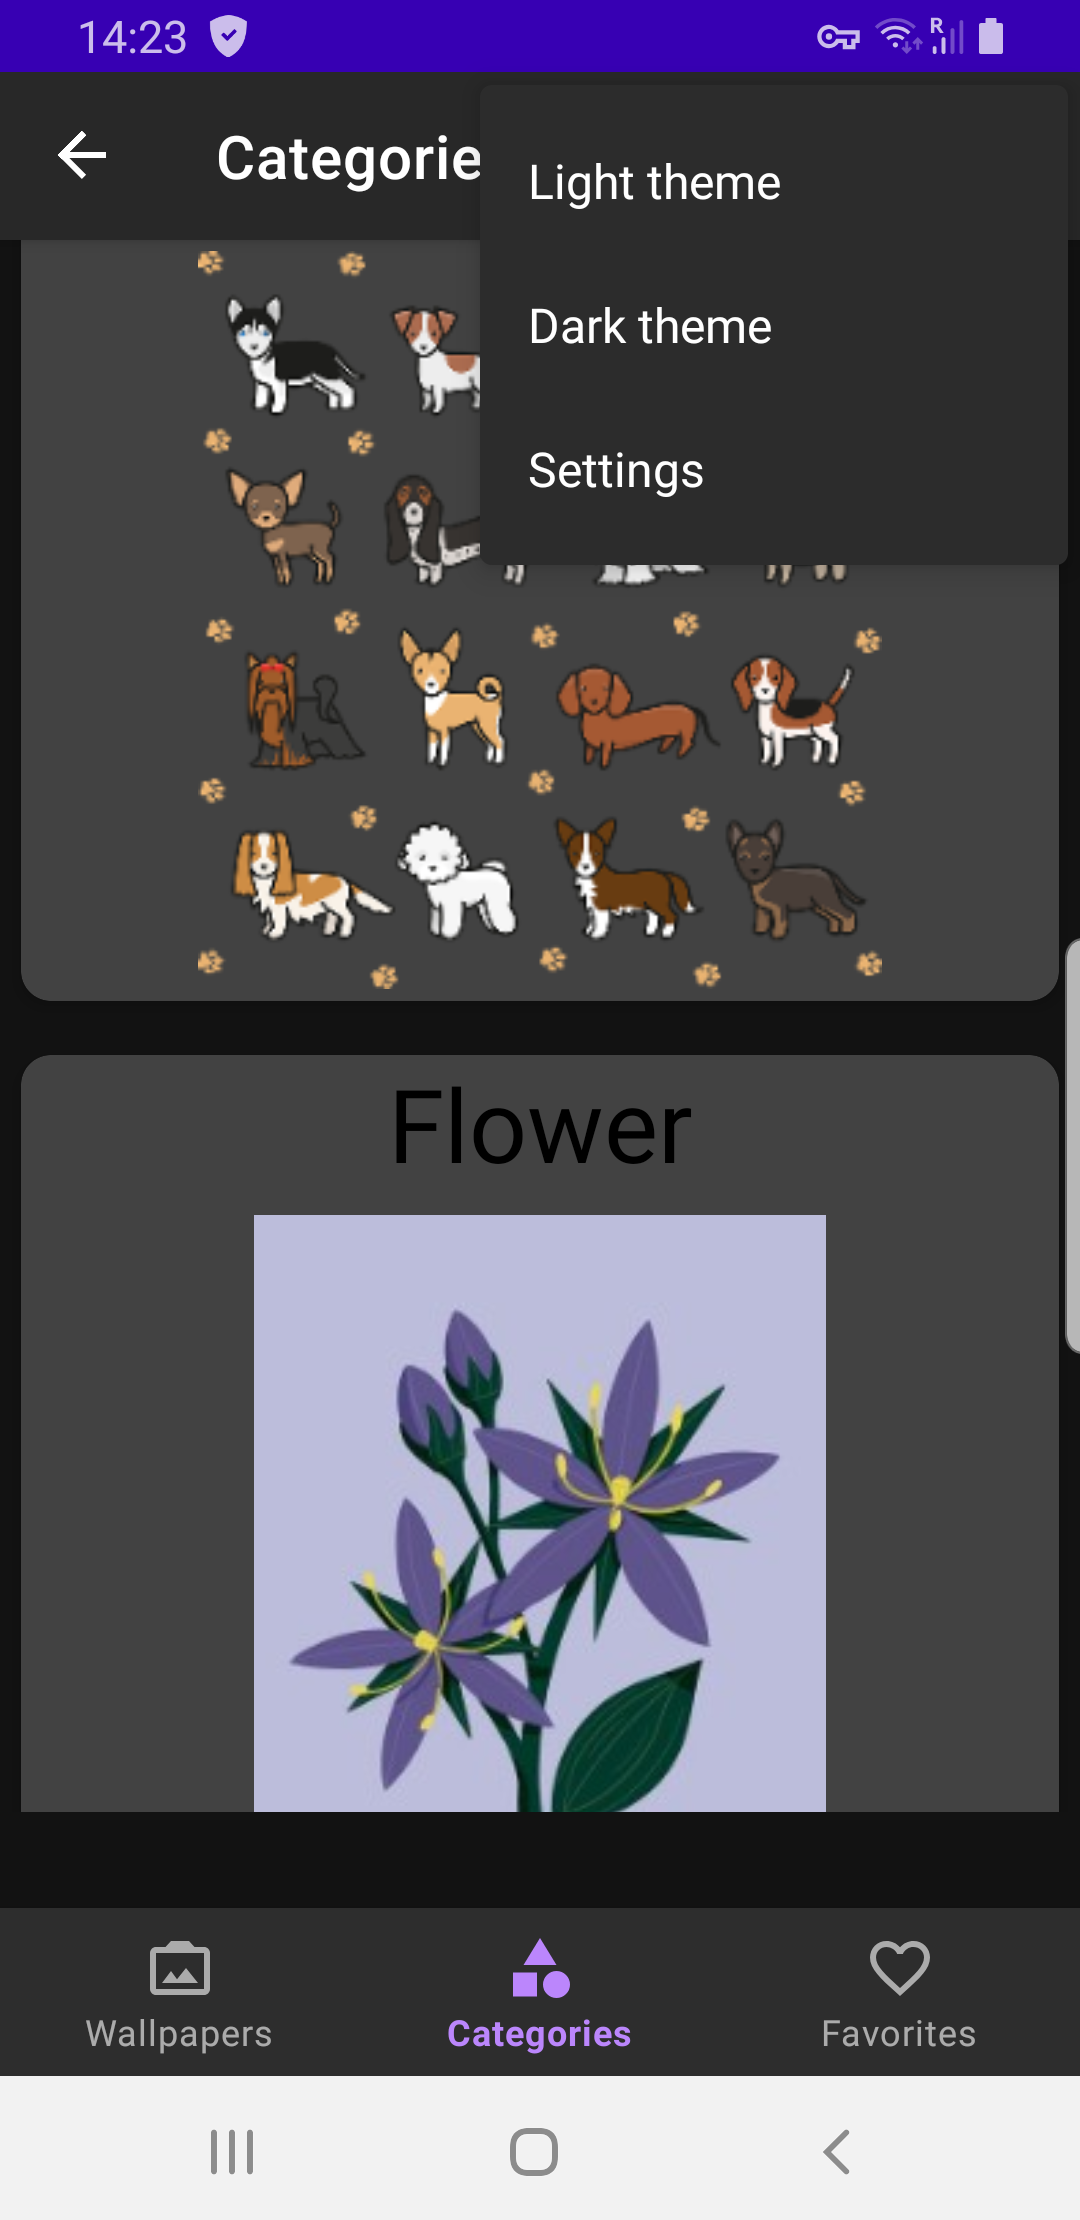 14:23
R
Categorie
Light theme
Dark theme
Settings
Flower
Wallpapers
Categories
Favorites